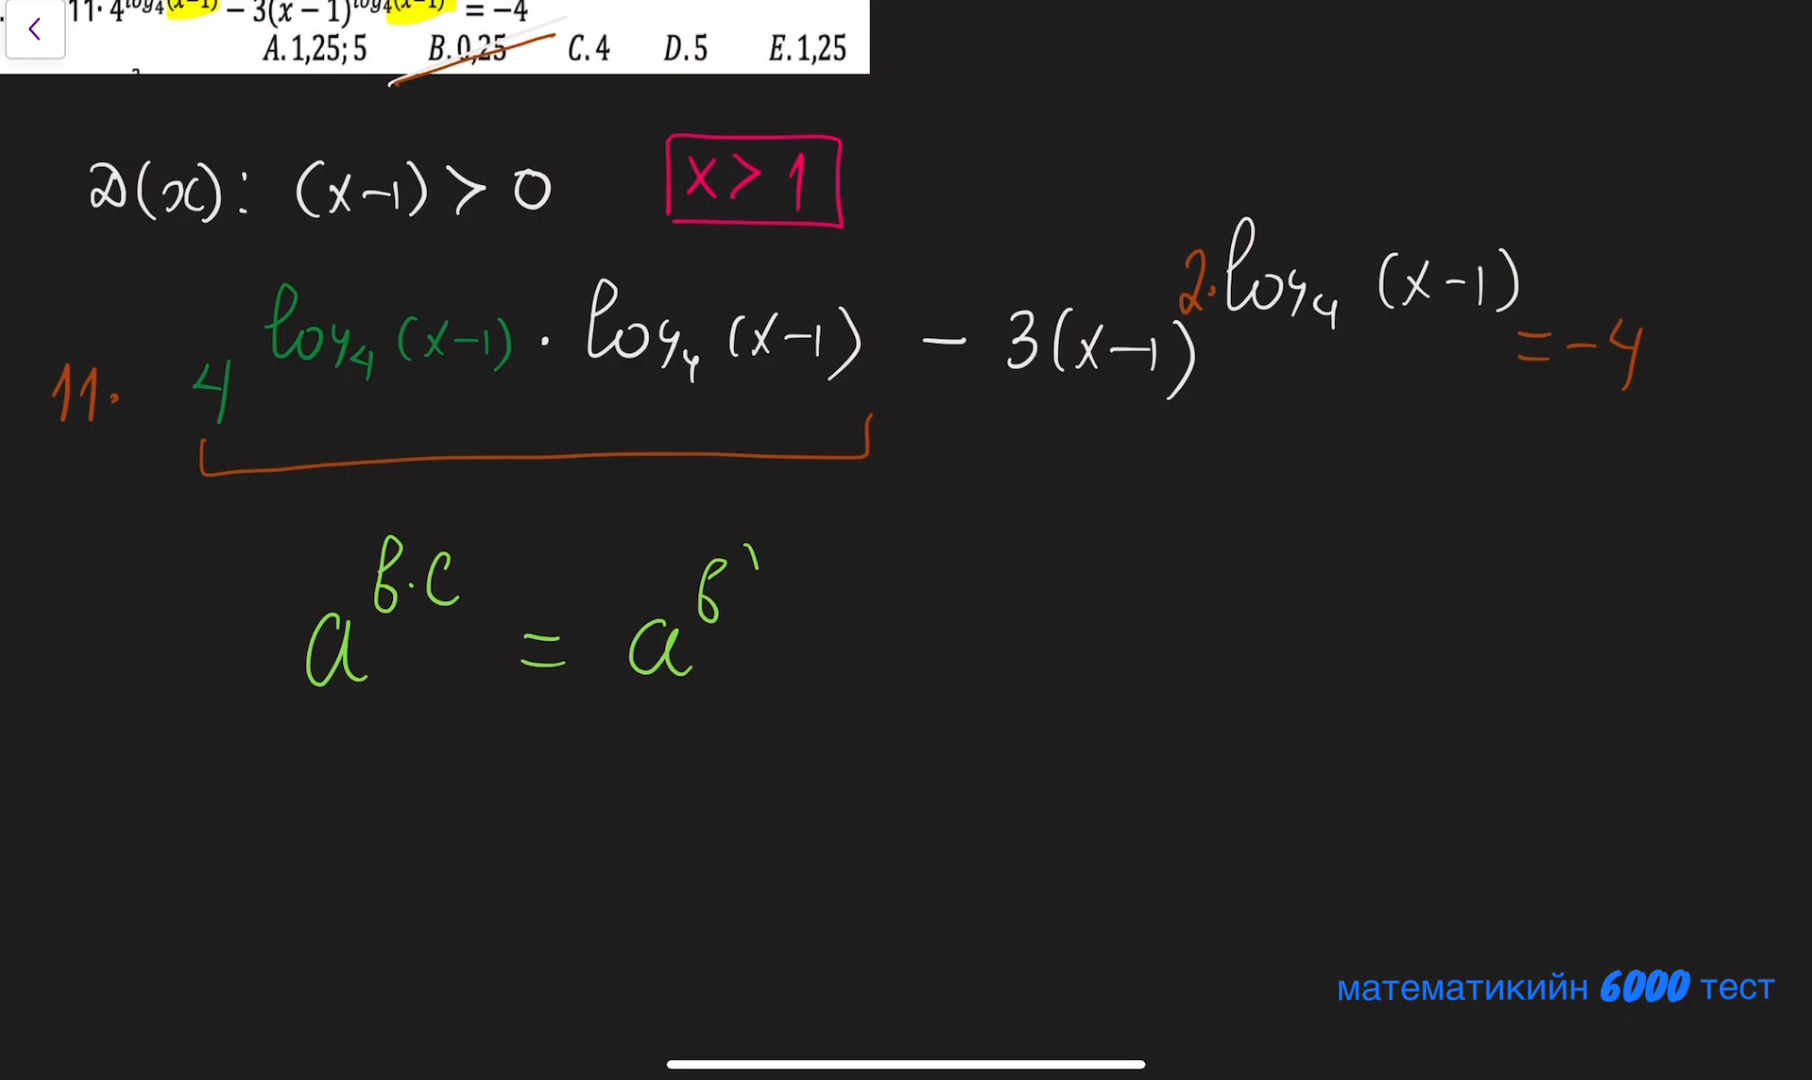 11. 4^log₄(x−1) − 3(x − 1)^log₄(x−1) = −4
A. 1,25; 5 B. 0,25 C. 4 D. 5 E. 1,25
D(x): (x−1) > 0 x > 1
11. 4^log₄(x−1) · log₄(x−1) − 3(x−1)^2·log₄(x−1) = −4
a^b·c = a^b
математикийн 6000 тест